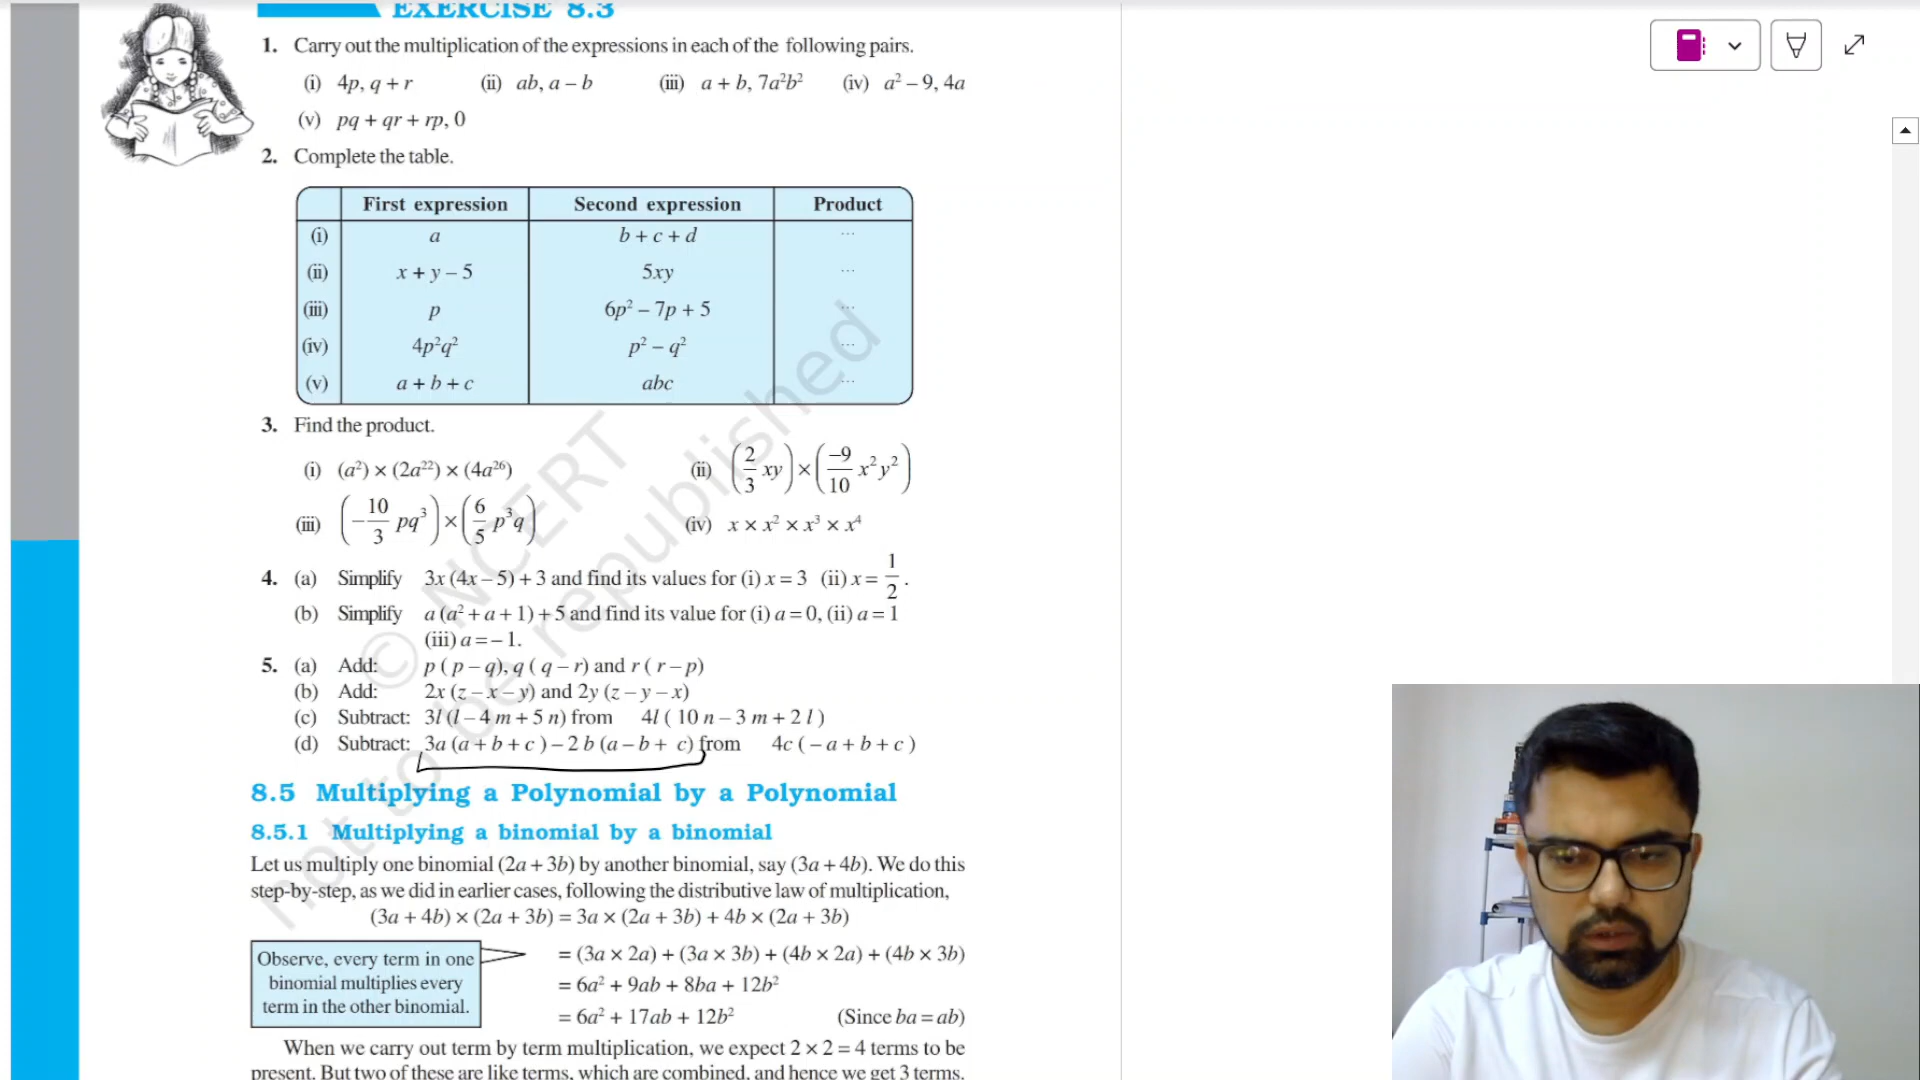 EXERCISE 8.3
1. Carry out the multiplication of the expressions in each of the following pairs.
(i) 4p, q + r (ii) ab, a – b (iii) a + b, 7a²b² (iv) a² – 9, 4a
(v) pq + qr + rp, 0
2. Complete the table.
First expression Second expression Product
(i) a b + c + d ...
(ii) x + y – 5 5xy ...
(iii) p 6p² – 7p + 5 ...
(iv) 4p²q² p² – q² ...
(v) a + b + c abc ...
3. Find the product.
(i) (a²) × (2a²²) × (4a²⁶) (ii) (2/3 xy) × (–9/10 x²y²)
(iii) (–10/3 pq³) × (6/5 p³q) (iv) x × x² × x³ × x⁴
4. (a) Simplify 3x (4x – 5) + 3 and find its values for (i) x = 3 (ii) x = 1/2 .
(b) Simplify a (a² + a + 1) + 5 and find its value for (i) a = 0, (ii) a = 1
(iii) a = – 1.
5. (a) Add: p ( p – q), q ( q – r) and r ( r – p)
(b) Add: 2x (z – x – y) and 2y (z – y – x)
(c) Subtract: 3l (l – 4 m + 5 n) from 4l ( 10 n – 3 m + 2 l )
(d) Subtract: 3a (a + b + c ) – 2 b (a – b + c) from 4c ( – a + b + c )
© NCERT
not to be republished
8.5 Multiplying a Polynomial by a Polynomial
8.5.1 Multiplying a binomial by a binomial
Let us multiply one binomial (2a + 3b) by another binomial, say (3a + 4b). We do this
step-by-step, as we did in earlier cases, following the distributive law of multiplication,
(3a + 4b) × (2a + 3b) = 3a × (2a + 3b) + 4b × (2a + 3b)
Observe, every term in one
binomial multiplies every
term in the other binomial.
= (3a × 2a) + (3a × 3b) + (4b × 2a) + (4b × 3b)
= 6a² + 9ab + 8ba + 12b²
= 6a² + 17ab + 12b² (Since ba = ab)
When we carry out term by term multiplication, we expect 2 × 2 = 4 terms to be
present. But two of these are like terms, which are combined, and hence we get 3 terms.